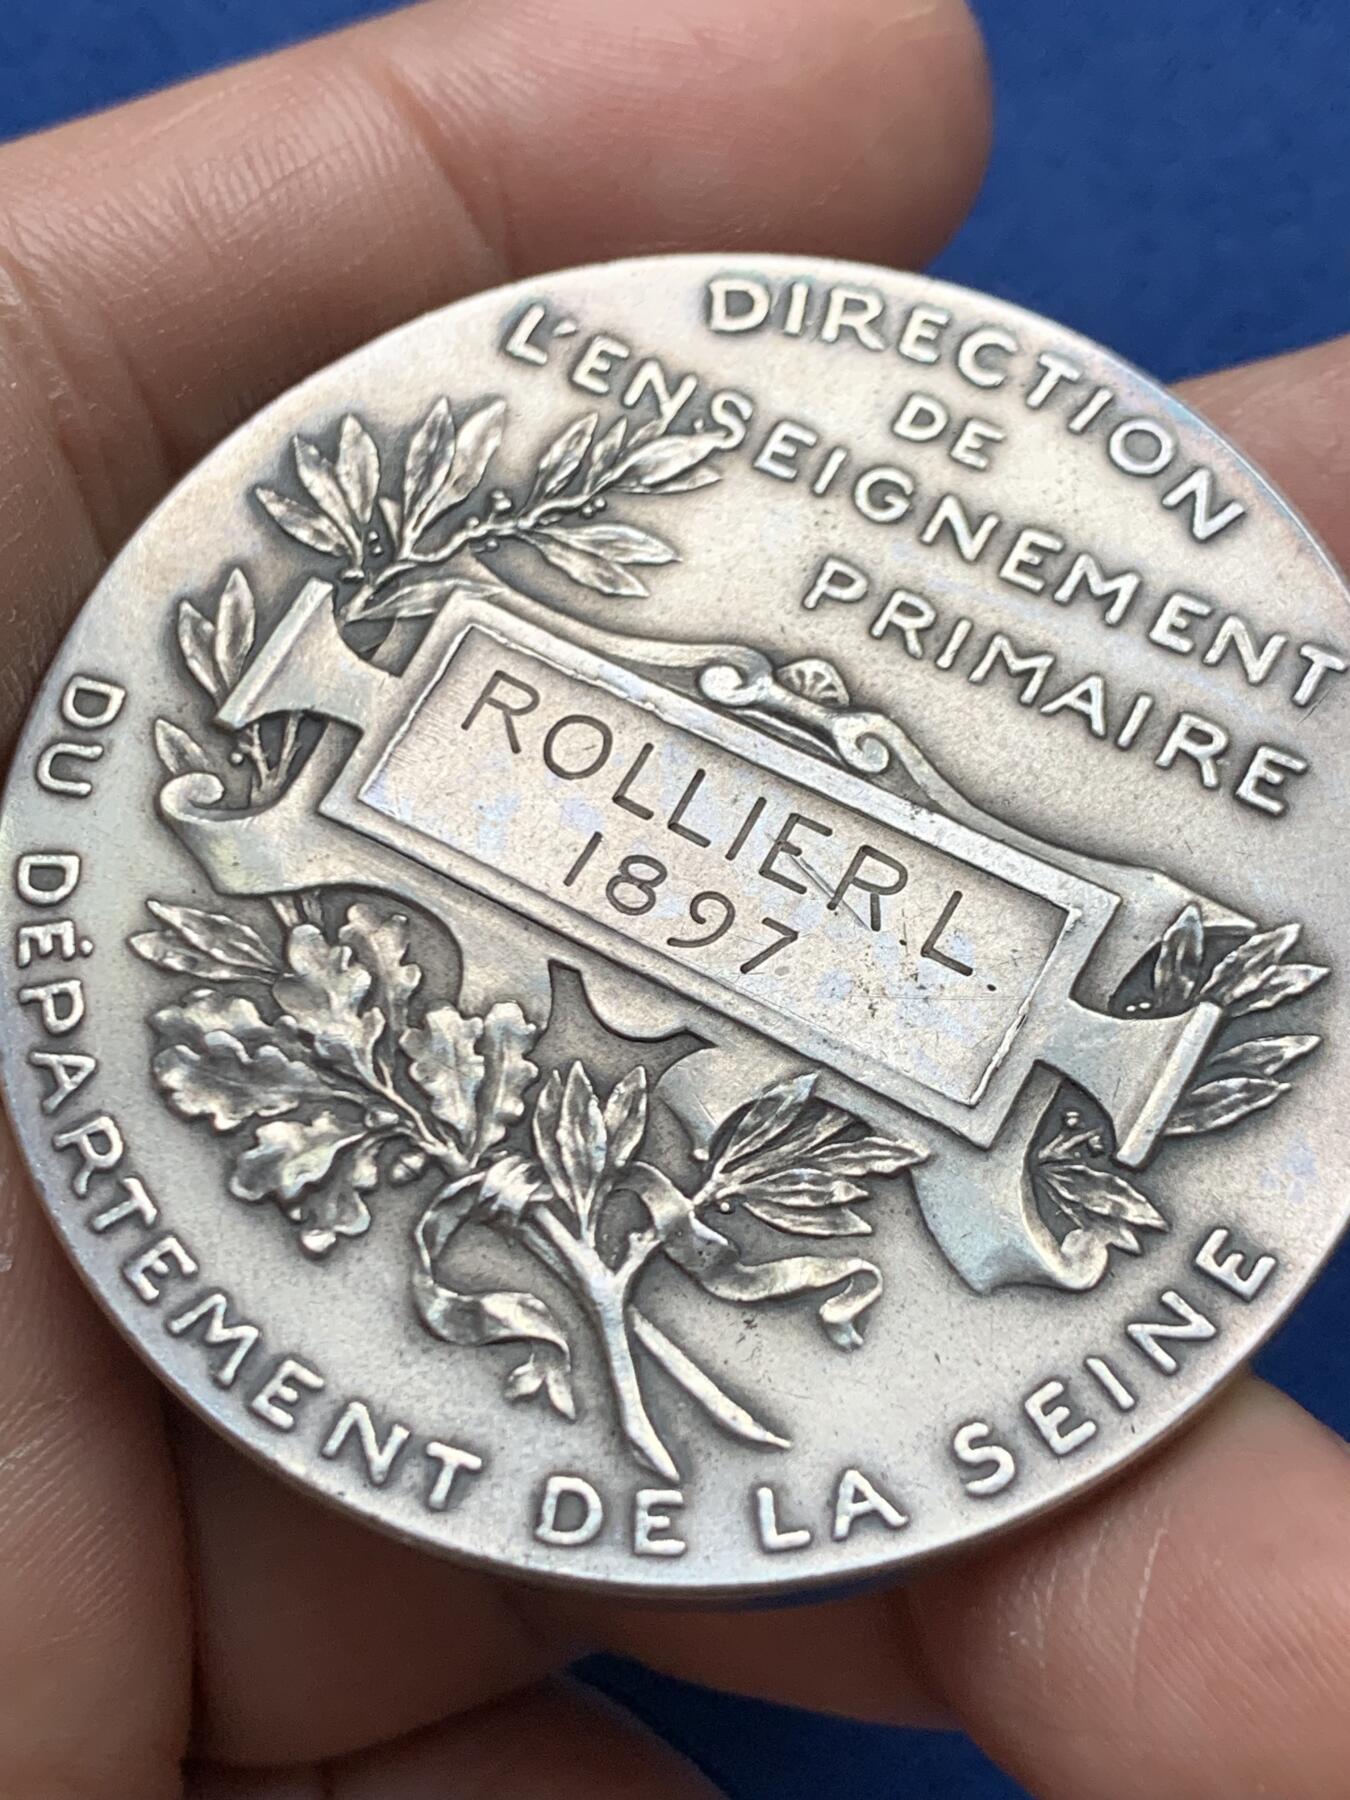 DIRECTION
DE
L'ENSEIGNEMENT
PRIMAIRE
ROLLIER L
1897
DU DÉPARTEMENT DE LA SEINE